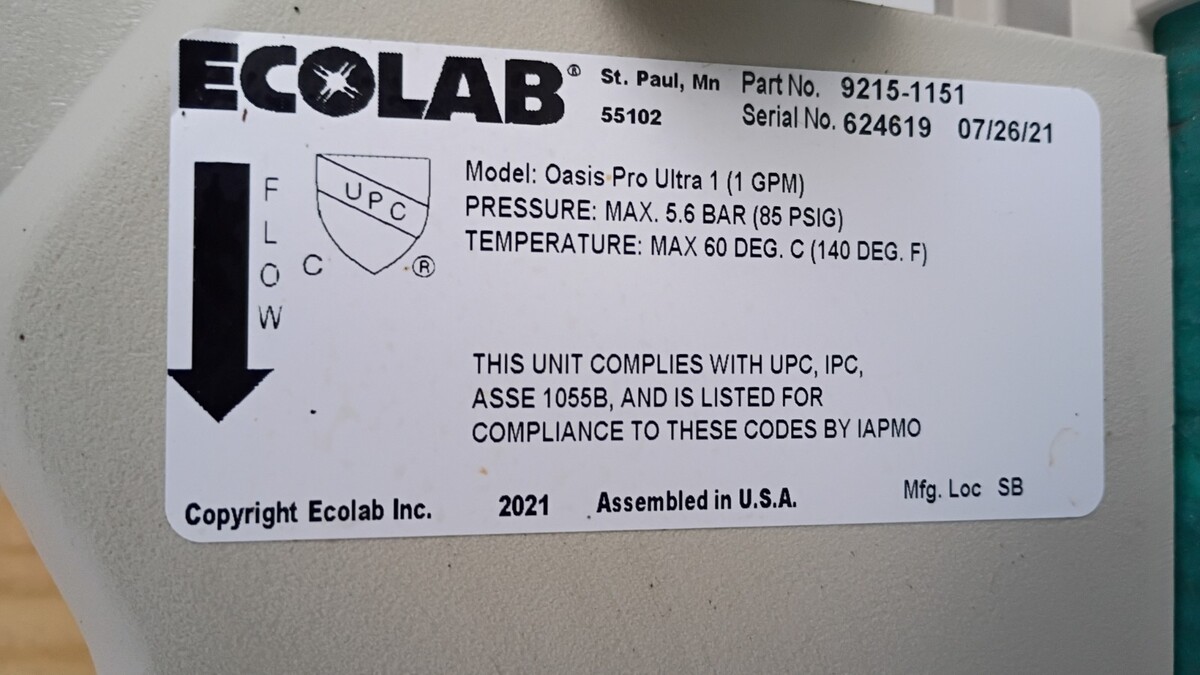 ECOLAB® St. Paul, Mn Part No. 9215-1151
55102 Serial No. 624619 07/26/21
FLOW
UPC
C ®
Model: Oasis Pro Ultra 1 (1 GPM)
PRESSURE: MAX. 5.6 BAR (85 PSIG)
TEMPERATURE: MAX 60 DEG. C (140 DEG. F)
THIS UNIT COMPLIES WITH UPC, IPC,
ASSE 1055B, AND IS LISTED FOR
COMPLIANCE TO THESE CODES BY IAPMO
Copyright Ecolab Inc. 2021 Assembled in U.S.A. Mfg. Loc SB